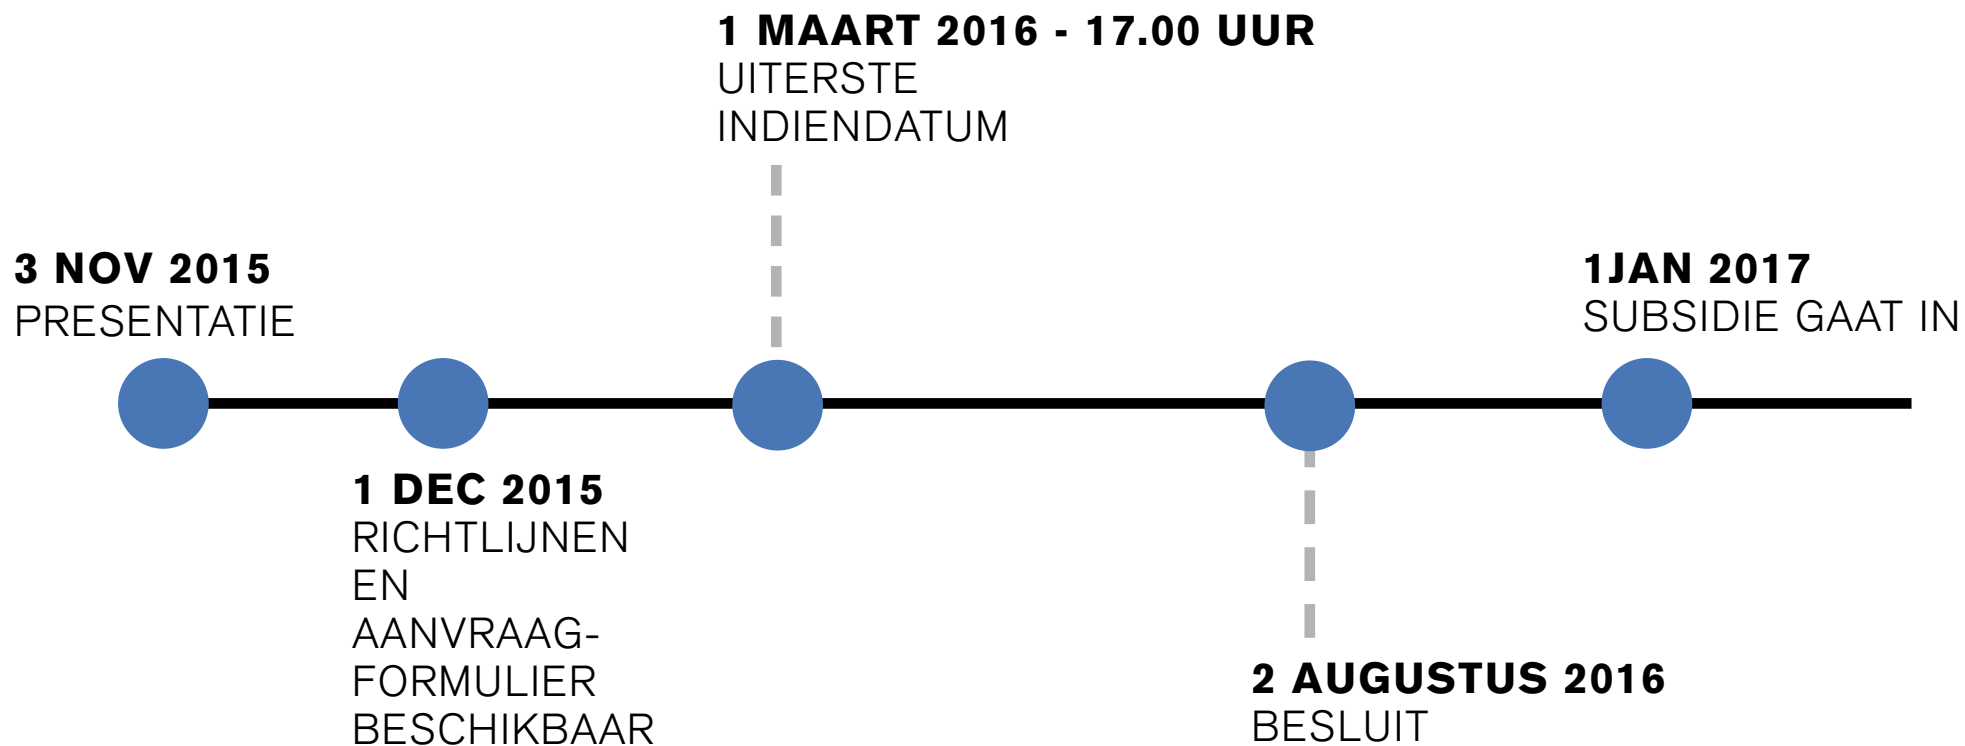 1 MAART 2016 - 17.00 UUR
UITERSTE
INDIENDATUM
3 NOV 2015
PRESENTATIE
1JAN 2017
SUBSIDIE GAAT IN
1 DEC 2015
RICHTLIJNEN
EN
AANVRAAG-
FORMULIER
BESCHIKBAAR
2 AUGUSTUS 2016
BESLUIT